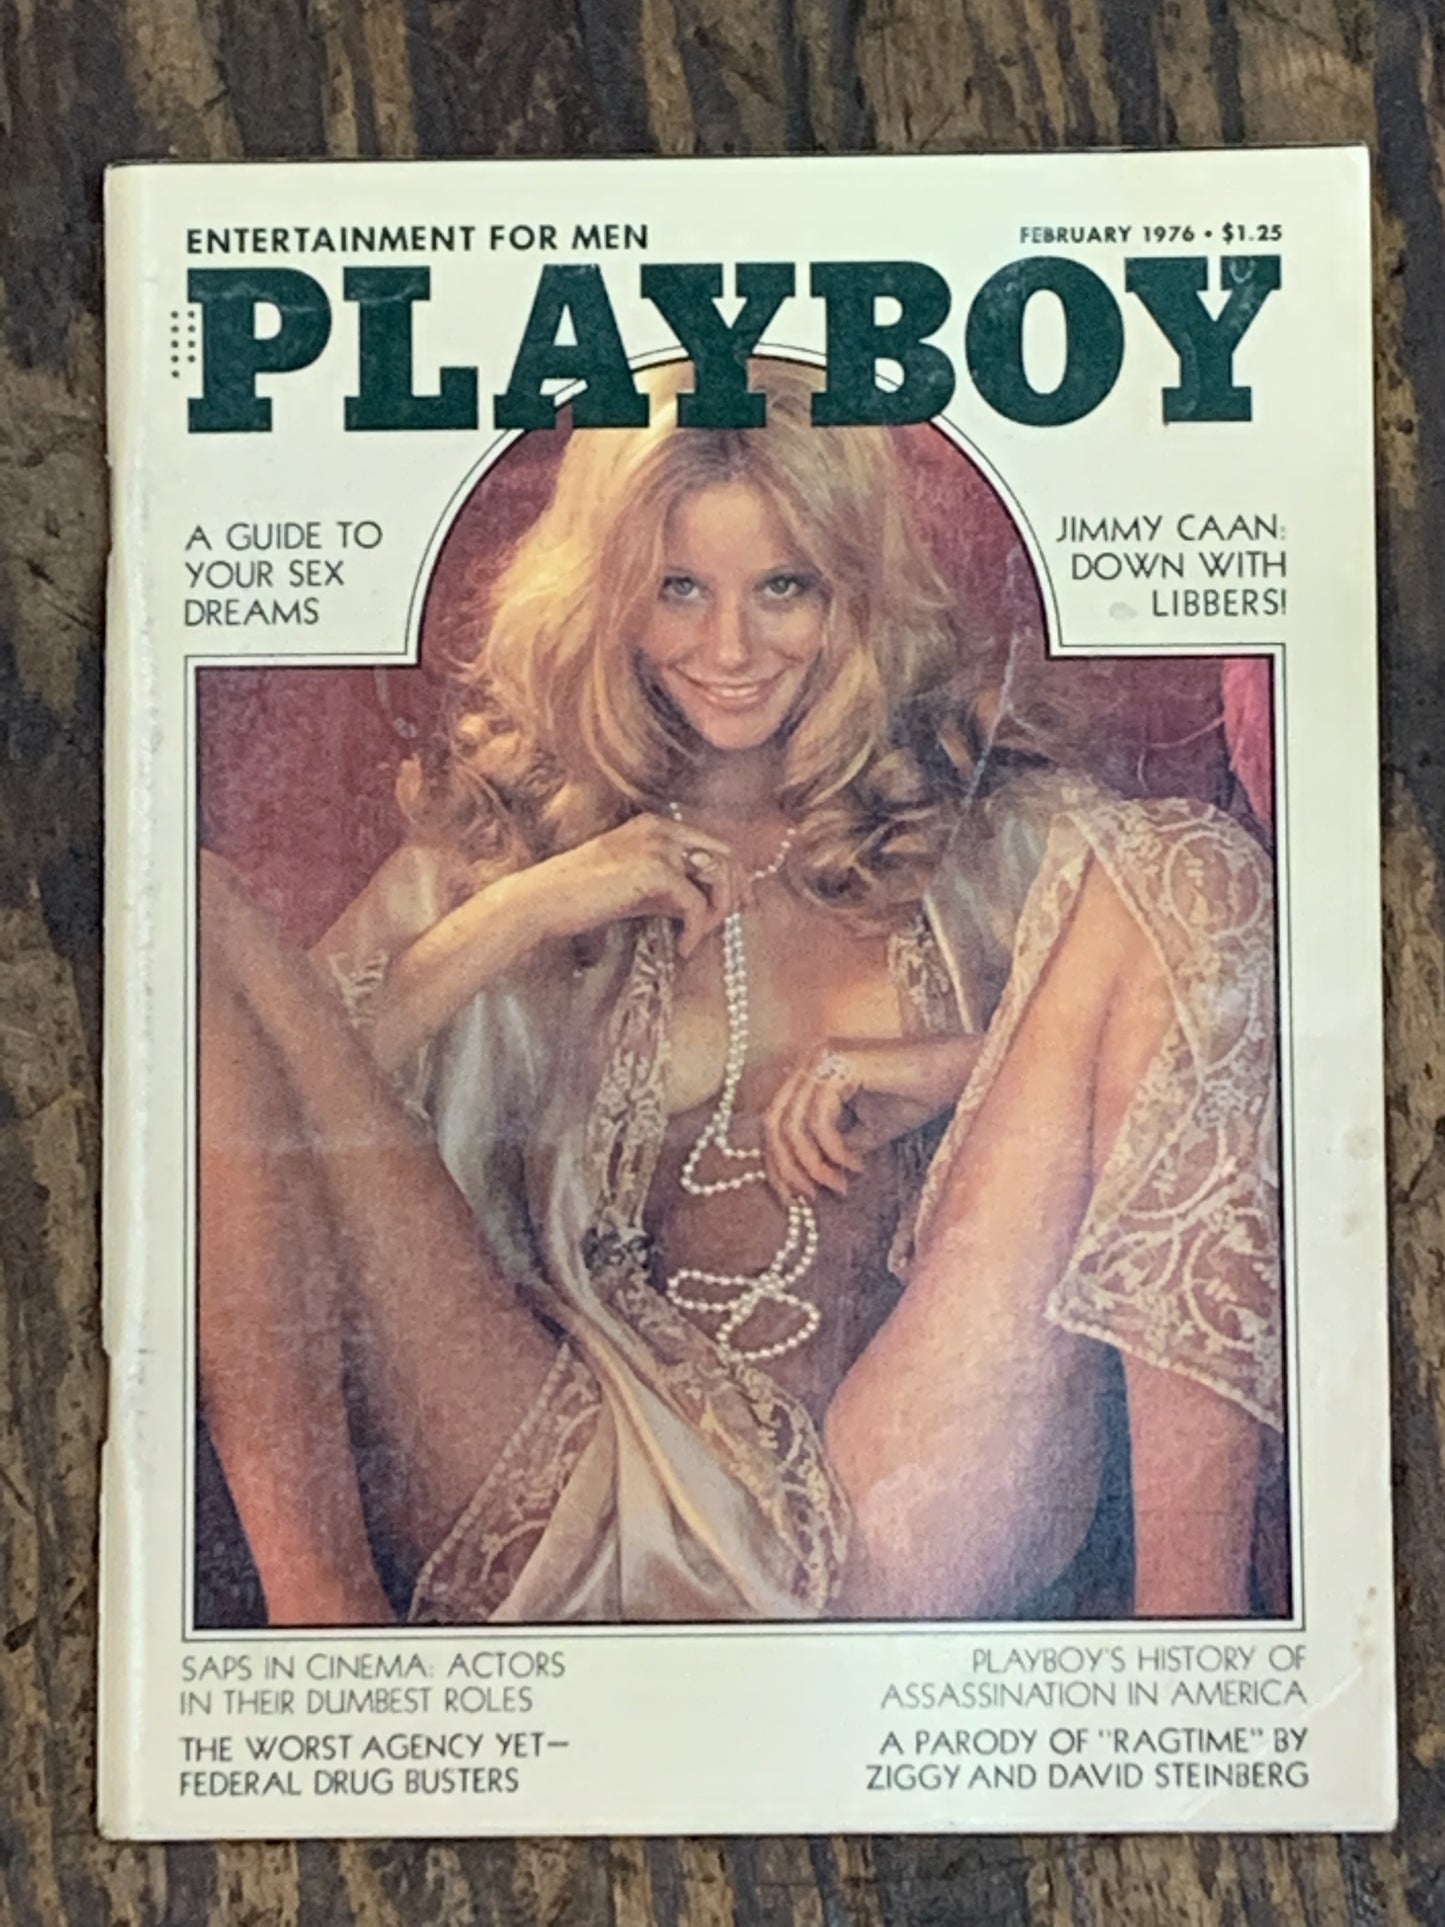 ENTERTAINMENT FOR MEN
FEBRUARY 1976 • $1.25
PLAYBOY
A GUIDE TO
YOUR SEX
DREAMS
JIMMY CAAN:
DOWN WITH
LIBBERS!
SAPS IN CINEMA: ACTORS
IN THEIR DUMBEST ROLES
THE WORST AGENCY YET—
FEDERAL DRUG BUSTERS
PLAYBOY'S HISTORY OF
ASSASSINATION IN AMERICA
A PARODY OF "RAGTIME" BY
ZIGGY AND DAVID STEINBERG